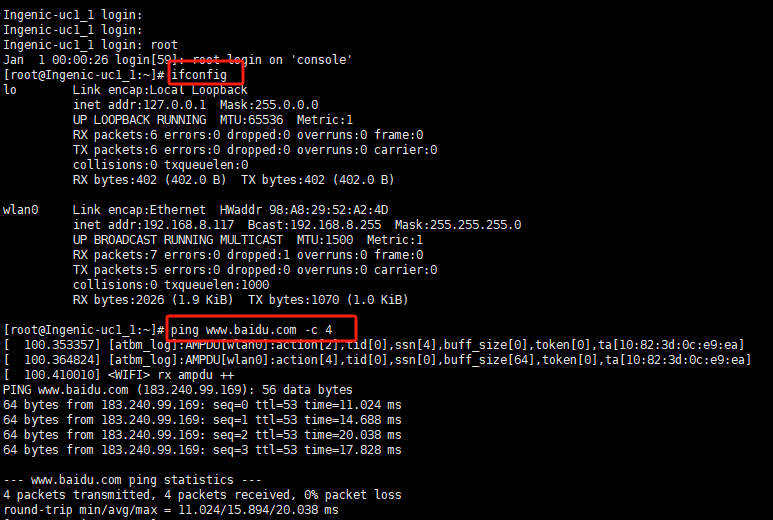 Ingenic-uc1_1 login:
Ingenic-uc1_1 login:
Ingenic-uc1_1 login: root
Jan  1 00:00:26 login[59]: root login on 'console'
[root@Ingenic-uc1_1:~]# ifconfig
lo        Link encap:Local Loopback
          inet addr:127.0.0.1  Mask:255.0.0.0
          UP LOOPBACK RUNNING  MTU:65536  Metric:1
          RX packets:6 errors:0 dropped:0 overruns:0 frame:0
          TX packets:6 errors:0 dropped:0 overruns:0 carrier:0
          collisions:0 txqueuelen:0
          RX bytes:402 (402.0 B)  TX bytes:402 (402.0 B)

wlan0     Link encap:Ethernet  HWaddr 98:A8:29:52:A2:4D
          inet addr:192.168.8.117  Bcast:192.168.8.255  Mask:255.255.255.0
          UP BROADCAST RUNNING MULTICAST  MTU:1500  Metric:1
          RX packets:7 errors:0 dropped:1 overruns:0 frame:0
          TX packets:5 errors:0 dropped:0 overruns:0 carrier:0
          collisions:0 txqueuelen:1000
          RX bytes:2026 (1.9 KiB)  TX bytes:1070 (1.0 KiB)

[root@Ingenic-uc1_1:~]# ping www.baidu.com -c 4
[  100.353357] [atbm_log]:AMPDU[wlan0]:action[2],tid[0],ssn[4],buff_size[0],token[0],ta[10:82:3d:0c:e9:ea]
[  100.364824] [atbm_log]:AMPDU[wlan0]:action[4],tid[0],ssn[0],buff_size[64],token[0],ta[10:82:3d:0c:e9:ea]
[  100.410010] <WIFI> rx ampdu ++
PING www.baidu.com (183.240.99.169): 56 data bytes
64 bytes from 183.240.99.169: seq=0 ttl=53 time=11.024 ms
64 bytes from 183.240.99.169: seq=1 ttl=53 time=14.688 ms
64 bytes from 183.240.99.169: seq=2 ttl=53 time=20.038 ms
64 bytes from 183.240.99.169: seq=3 ttl=53 time=17.828 ms

--- www.baidu.com ping statistics ---
4 packets transmitted, 4 packets received, 0% packet loss
round-trip min/avg/max = 11.024/15.894/20.038 ms